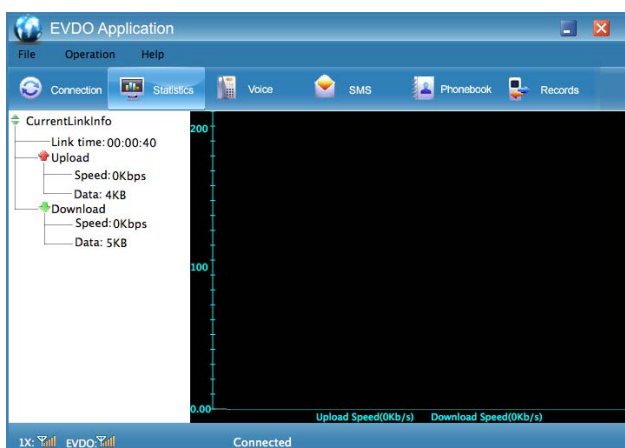 EVDO Application
File Operation Help
Connection Statistics Voice SMS Phonebook Records
CurrentLinkInfo
Link time: 00:00:40
Upload
Speed: 0Kbps
Data: 4KB
Download
Speed: 0Kbps
Data: 5KB
200
100
0.00
Upload Speed(0Kb/s) Download Speed(0Kb/s)
1X: EVDO: Connected